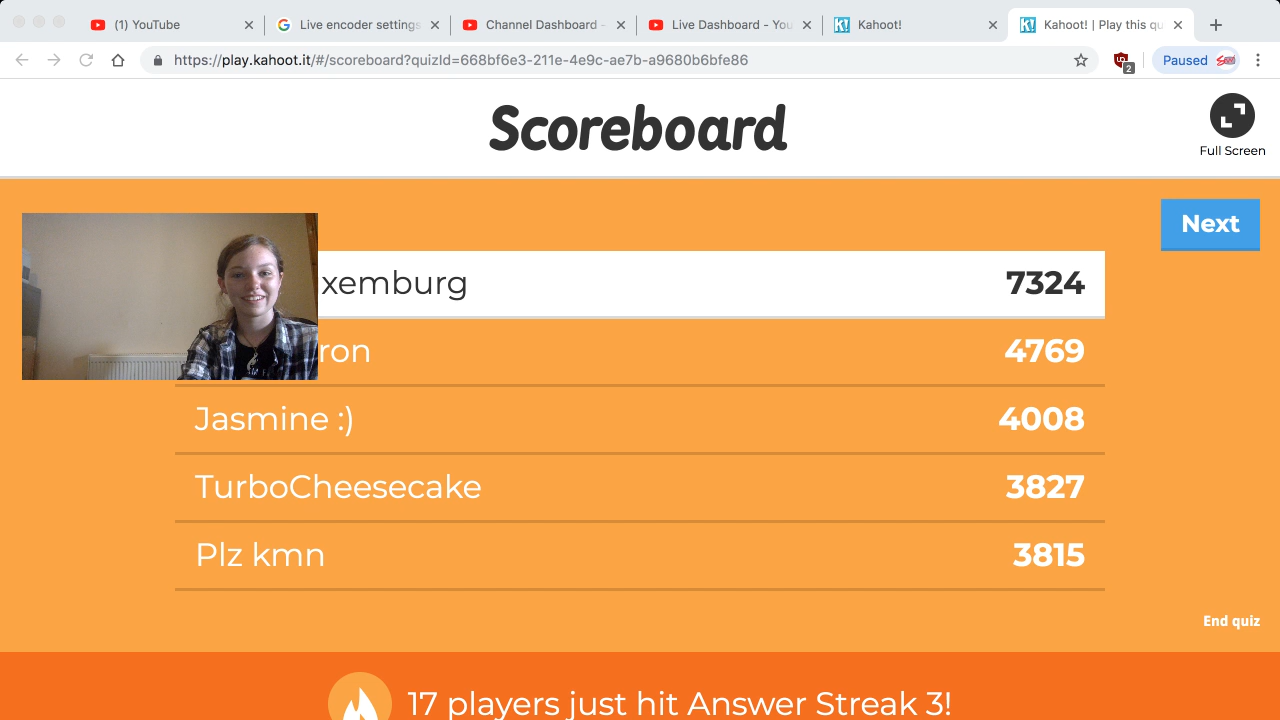 (1) YouTube
Live encoder settings
Channel Dashboard -
Live Dashboard - You
Kahoot!
Kahoot! | Play this qu
https://play.kahoot.it/#/scoreboard?quizId=668bf6e3-211e-4e9c-ae7b-a9680b6bfe86
2
Paused
Scoreboard
Full Screen
Next
xemburg 7324
ron 4769
Jasmine :) 4008
TurboCheesecake 3827
Plz kmn 3815
End quiz
17 players just hit Answer Streak 3!